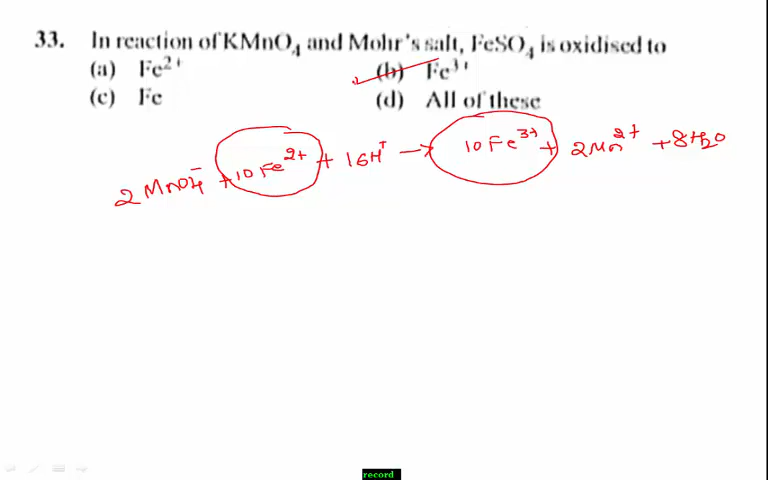 33. In reaction of KMnO₄ and Mohr's salt, FeSO₄ is oxidised to
(a) Fe²⁺ (b) Fe³⁺
(c) Fe (d) All of these
2MnO₄⁻ + 10Fe²⁺ + 16H⁺ → 10Fe³⁺ + 2Mn²⁺ + 8H₂O
record